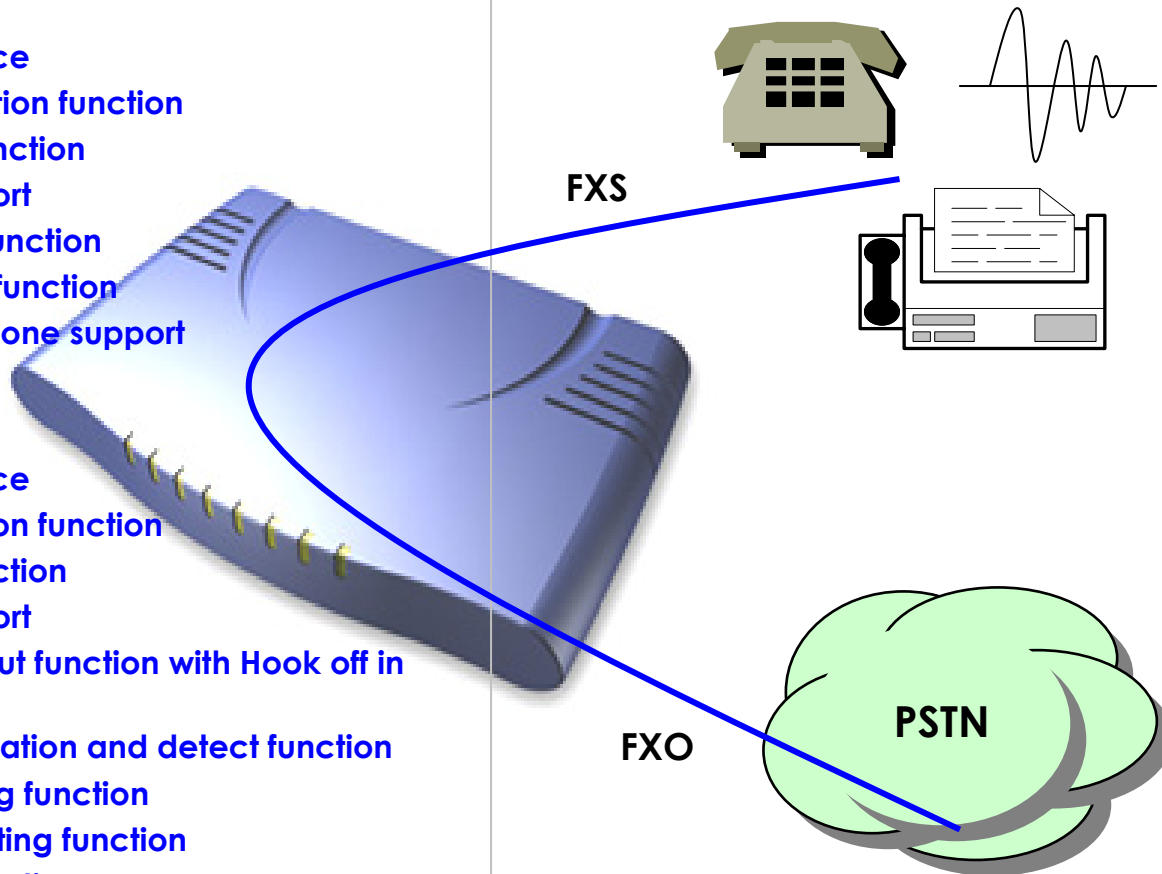 ce
tion function
nction
ort
unction
function
one support
ce
on function
ction
ort
ut function with Hook off in
ation and detect function
g function
ting function
FXS
FXO
PSTN